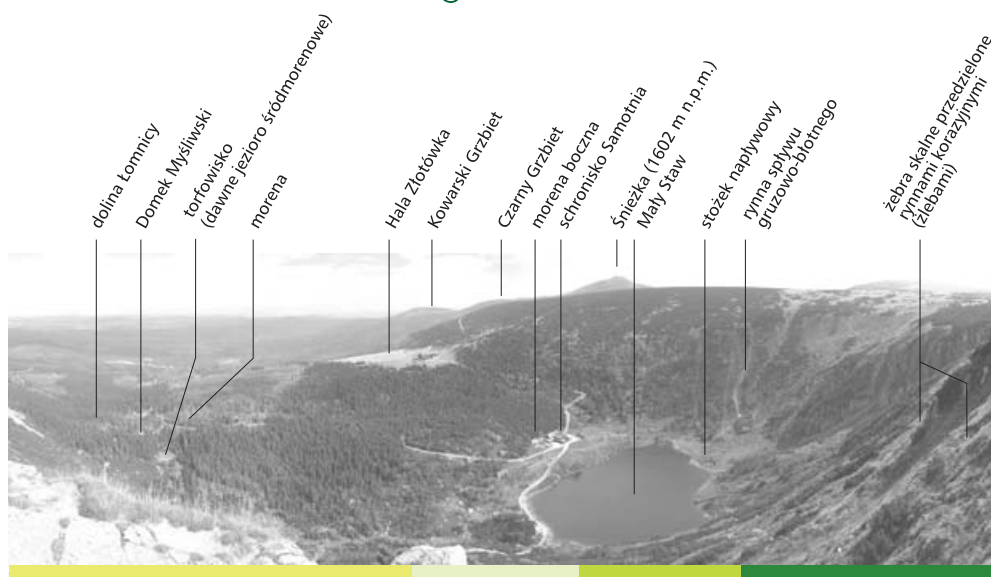 dolina Łomnicy
Domek Myśliwski
torfowisko
(dawne jezioro śródmorenowe)
morena
Hala Złotówka
Kowarski Grzbiet
Czarny Grzbiet
morena boczna
schronisko Samotnia
Śnieżka (1602 m n.p.m.)
Mały Staw
stożek napływowy
rynna spływu
gruzowo-błotnego
żebra skalne przedzielone
rynnami korazyjnymi
(żlebami)